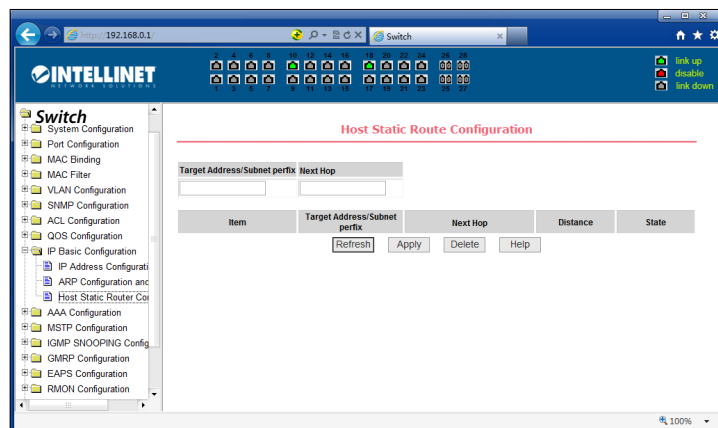 http://192.168.0.1/
Switch
INTELLINET
NETWORK SOLUTIONS
2 4 6 8 10 12 14 16 18 20 22 24 26 28
1 3 5 7 9 11 13 15 17 19 21 23 25 27
link up
disable
link down
Switch
System Configuration
Port Configuration
MAC Binding
MAC Filter
VLAN Configuration
SNMP Configuration
ACL Configuration
QOS Configuration
IP Basic Configuration
IP Address Configurati
ARP Configuration and
Host Static Router Con
AAA Configuration
MSTP Configuration
IGMP SNOOPING Config
GMRP Configuration
EAPS Configuration
RMON Configuration
Host Static Route Configuration
Target Address/Subnet perfix Next Hop
Item Target Address/Subnet perfix Next Hop Distance State
Refresh Apply Delete Help
100%